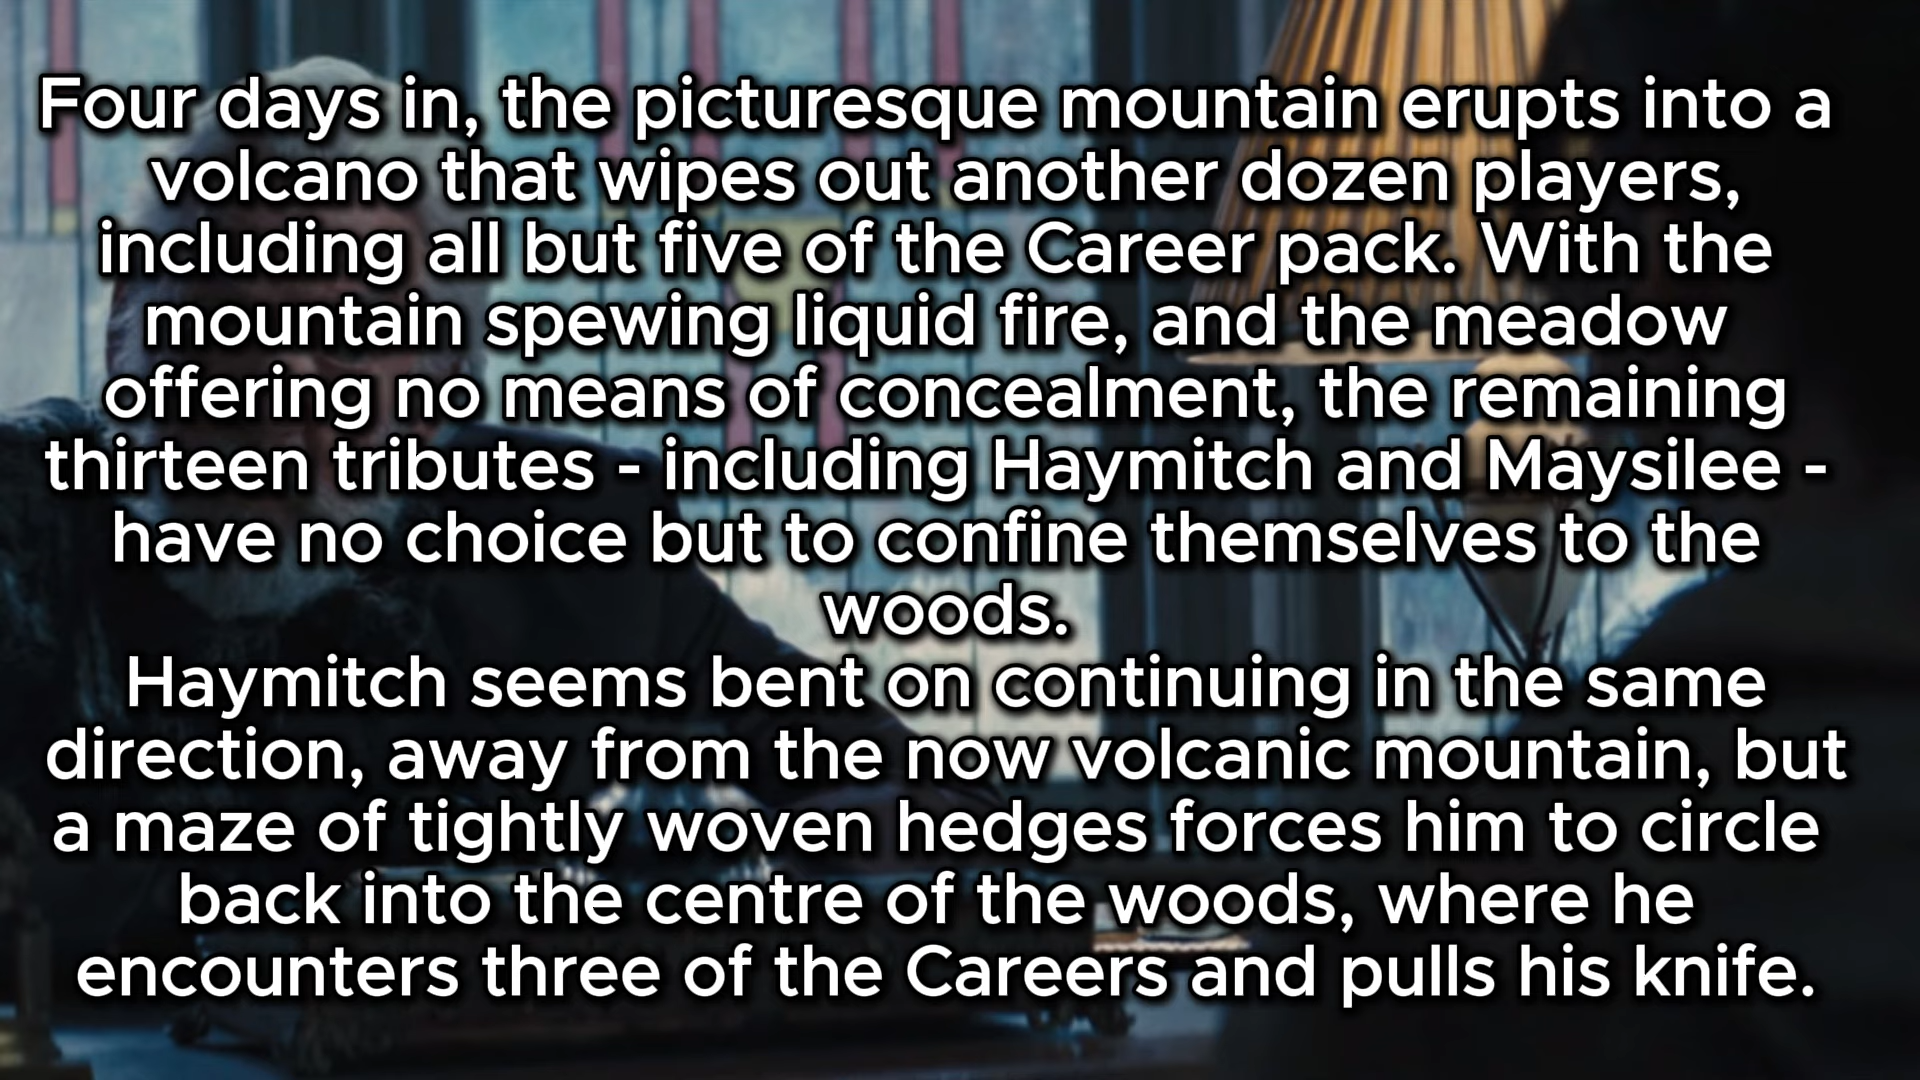 Four days in, the picturesque mountain erupts into a
volcano that wipes out another dozen players,
including all but five of the Career pack. With the
mountain spewing liquid fire, and the meadow
offering no means of concealment, the remaining
thirteen tributes - including Haymitch and Maysilee -
have no choice but to confine themselves to the
woods.
Haymitch seems bent on continuing in the same
direction, away from the now volcanic mountain, but
a maze of tightly woven hedges forces him to circle
back into the centre of the woods, where he
encounters three of the Careers and pulls his knife.